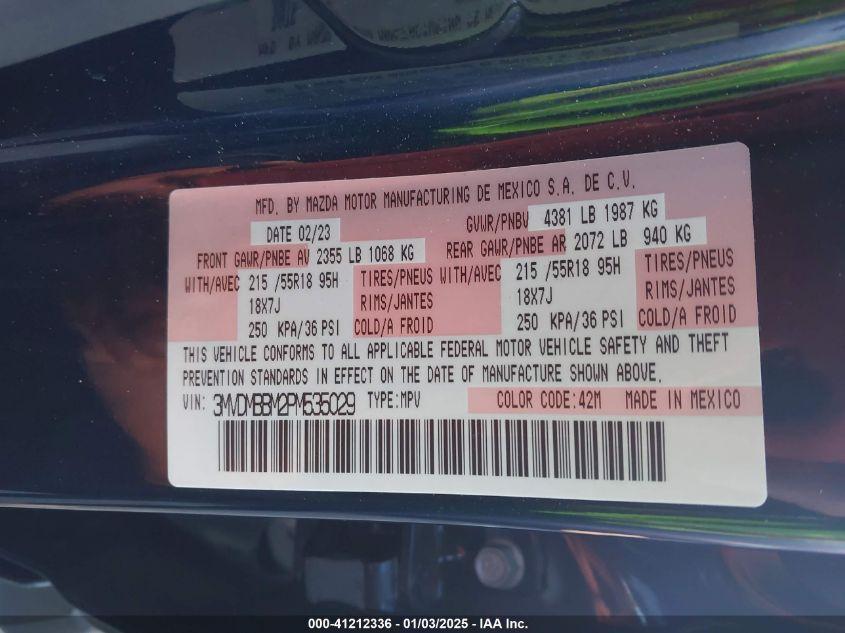 MFD. BY MAZDA MOTOR MANUFACTURING DE MEXICO S.A. DE C.V.
DATE 02/23 GVWR/PNBV 4381 LB 1987 KG
FRONT GAWR/PNBE AV 2355 LB 1068 KG REAR GAWR/PNBE AR 2072 LB 940 KG
WITH/AVEC 215 /55R18 95H TIRES/PNEUS WITH/AVEC 215 /55R18 95H TIRES/PNEUS
18X7J RIMS/JANTES 18X7J RIMS/JANTES
250 KPA/36 PSI COLD/A FROID 250 KPA/36 PSI COLD/A FROID
THIS VEHICLE CONFORMS TO ALL APPLICABLE FEDERAL MOTOR VEHICLE SAFETY AND THEFT
PREVENTION STANDARDS IN EFFECT ON THE DATE OF MANUFACTURE SHOWN ABOVE.
VIN: 3MVDMBBM2PM535029 TYPE:MPV COLOR CODE:42M MADE IN MEXICO
000-41212336 - 01/03/2025 - IAA Inc.